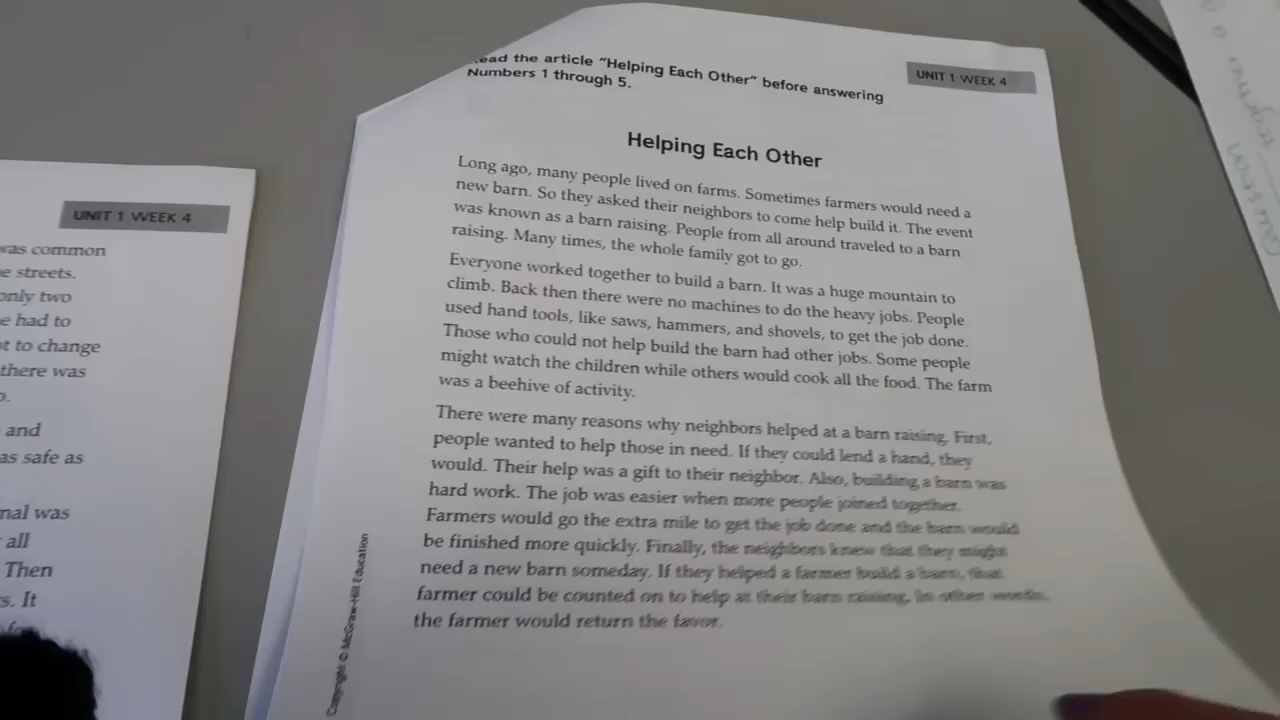 UNIT 1 WEEK 4
was common
e streets.
only two
e had to
ot to change
there was
o.
and
as safe as
nal was
all
Then
s. It
ead the article “Helping Each Other” before answering
Numbers 1 through 5.
UNIT 1 WEEK 4
Helping Each Other
Long ago, many people lived on farms. Sometimes farmers would need a
new barn. So they asked their neighbors to come help build it. The event
was known as a barn raising. People from all around traveled to a barn
raising. Many times, the whole family got to go.
Everyone worked together to build a barn. It was a huge mountain to
climb. Back then there were no machines to do the heavy jobs. People
used hand tools, like saws, hammers, and shovels, to get the job done.
Those who could not help build the barn had other jobs. Some people
might watch the children while others would cook all the food. The farm
was a beehive of activity.
There were many reasons why neighbors helped at a barn raising. First,
people wanted to help those in need. If they could lend a hand, they
would. Their help was a gift to their neighbor. Also, building a barn was
hard work. The job was easier when more people joined together.
Farmers would go the extra mile to get the job done and the barn would
be finished more quickly. Finally, the neighbors knew that they might
need a new barn someday. If they helped a farmer build a barn, that
farmer could be counted on to help at their barn raising. In other words,
the farmer would return the favor.
Copyright © McGraw-Hill Education